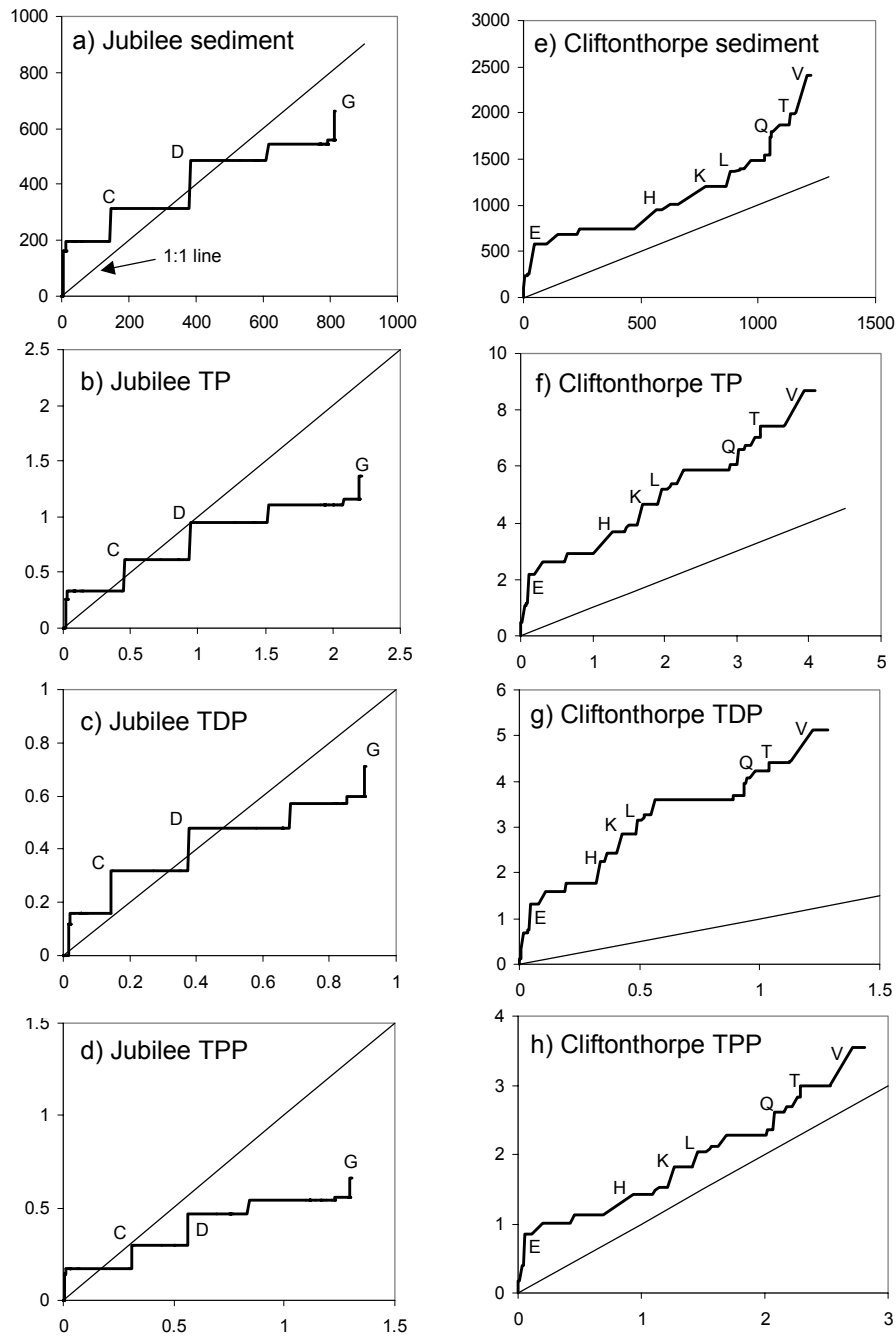 a) Jubilee sediment
1000
800
600
400
200
0
G
D
C
1:1 line
0 200 400 600 800 1000
e) Cliftonthorpe sediment
3000
2500
2000
1500
1000
500
0
V
T
Q
L
K
H
E
0 500 1000 1500
b) Jubilee TP
2.5
2
1.5
1
0.5
0
G
D
C
0 0.5 1 1.5 2 2.5
f) Cliftonthorpe TP
10
8
6
4
2
0
V
T
Q
L
K
H
E
0 1 2 3 4 5
c) Jubilee TDP
1
0.8
0.6
0.4
0.2
0
G
D
C
0 0.2 0.4 0.6 0.8 1
g) Cliftonthorpe TDP
6
5
4
3
2
1
0
V
T
Q
L
K
H
E
0 0.5 1 1.5
d) Jubilee TPP
1.5
1
0.5
0
G
C
D
0 0.5 1 1.5
h) Cliftonthorpe TPP
4
3
2
1
0
V
T
Q
L
K
H
E
0 1 2 3